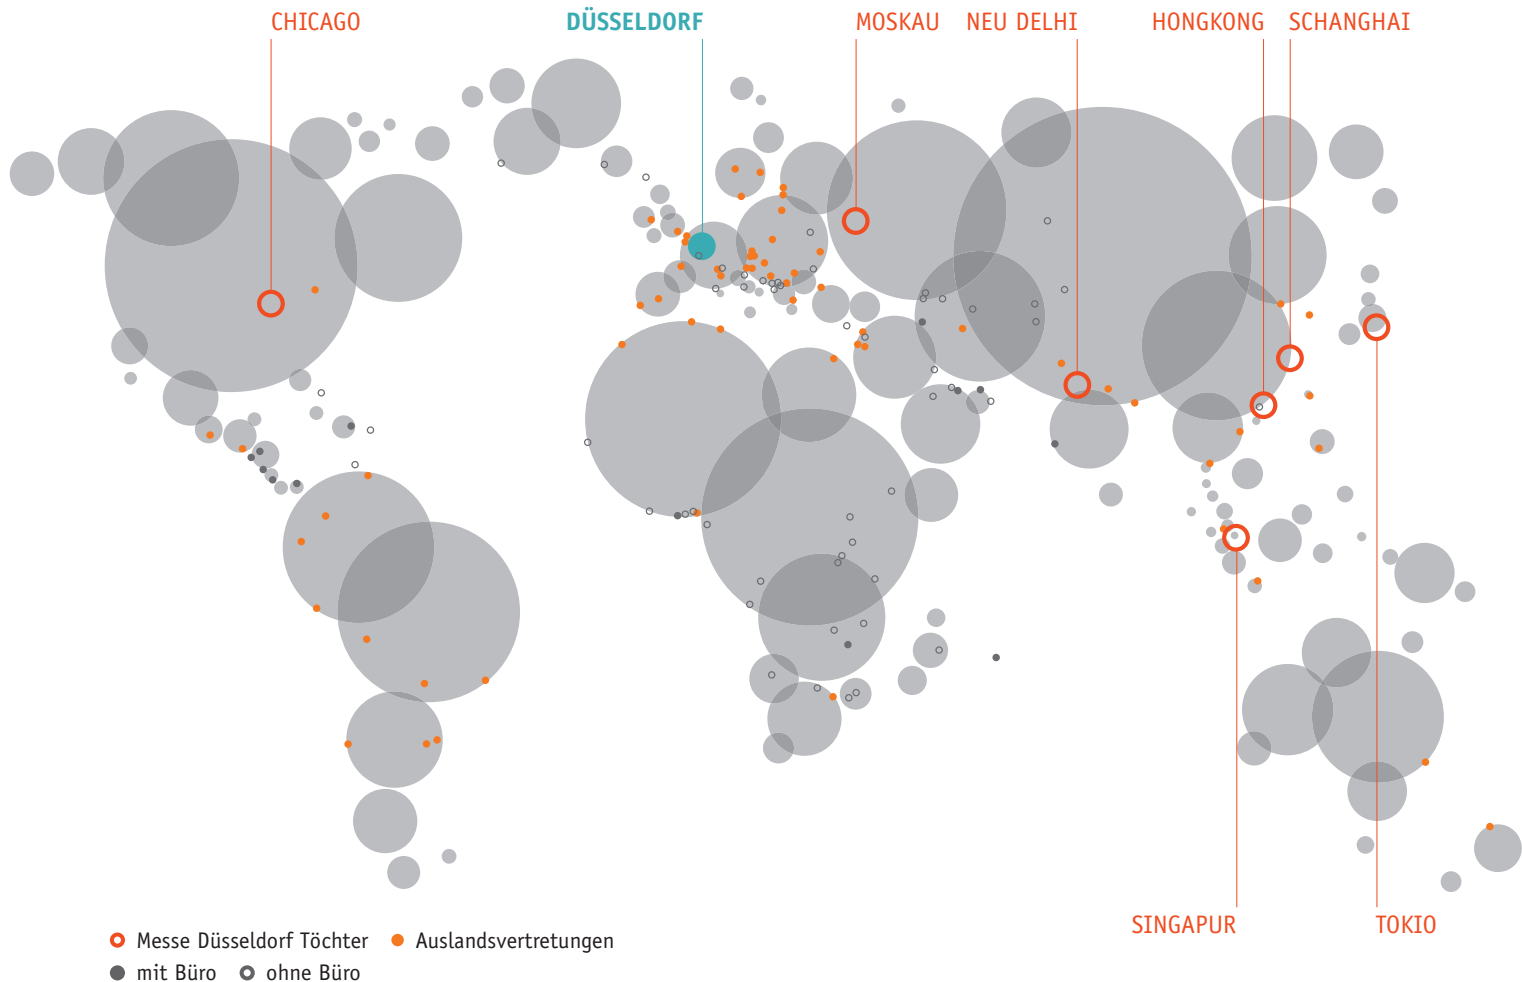 CHICAGO DÜSSELDORF MOSKAU NEU DELHI HONGKONG SCHANGHAI
SINGAPUR TOKIO
Messe Düsseldorf Töchter Auslandsvertretungen
mit Büro ohne Büro